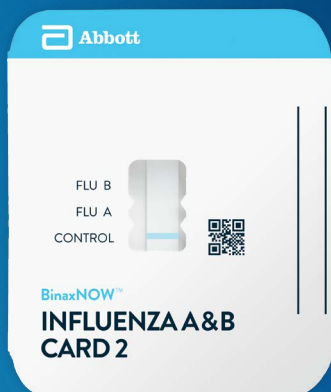 Abbott
FLU B
FLU A
CONTROL
BinaxNOW™
INFLUENZA A & B
CARD 2